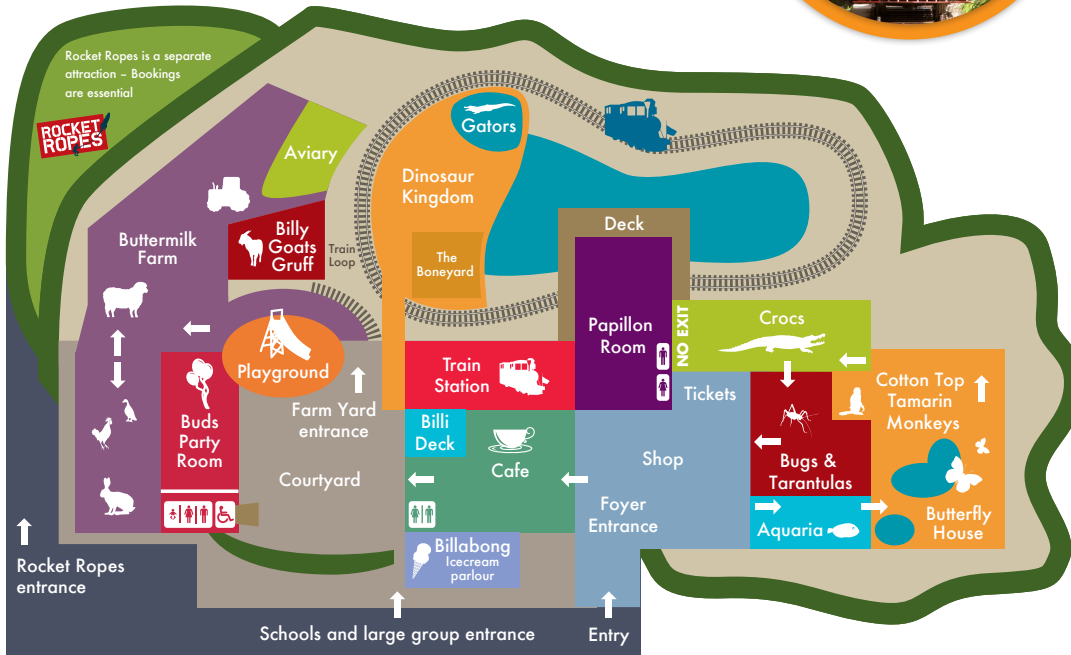 Rocket Ropes is a separate
attraction – Bookings
are essential
ROCKET
ROPES
Aviary
Gators
Dinosaur
Kingdom
Buttermilk
Farm
Billy
Goats
Gruff
Train
Loop
The
Boneyard
Deck
Papillon
Room
NO EXIT
Crocs
Playground
Train
Station
Tickets
Cotton Top
Tamarin
Monkeys
Farm Yard
entrance
Buds
Party
Room
Billi
Deck
Cafe
Courtyard
Shop
Bugs &
Tarantulas
Foyer
Entrance
Aquaria
Butterfly
House
Billabong
Icecream
parlour
Rocket Ropes
entrance
Schools and large group entrance
Entry